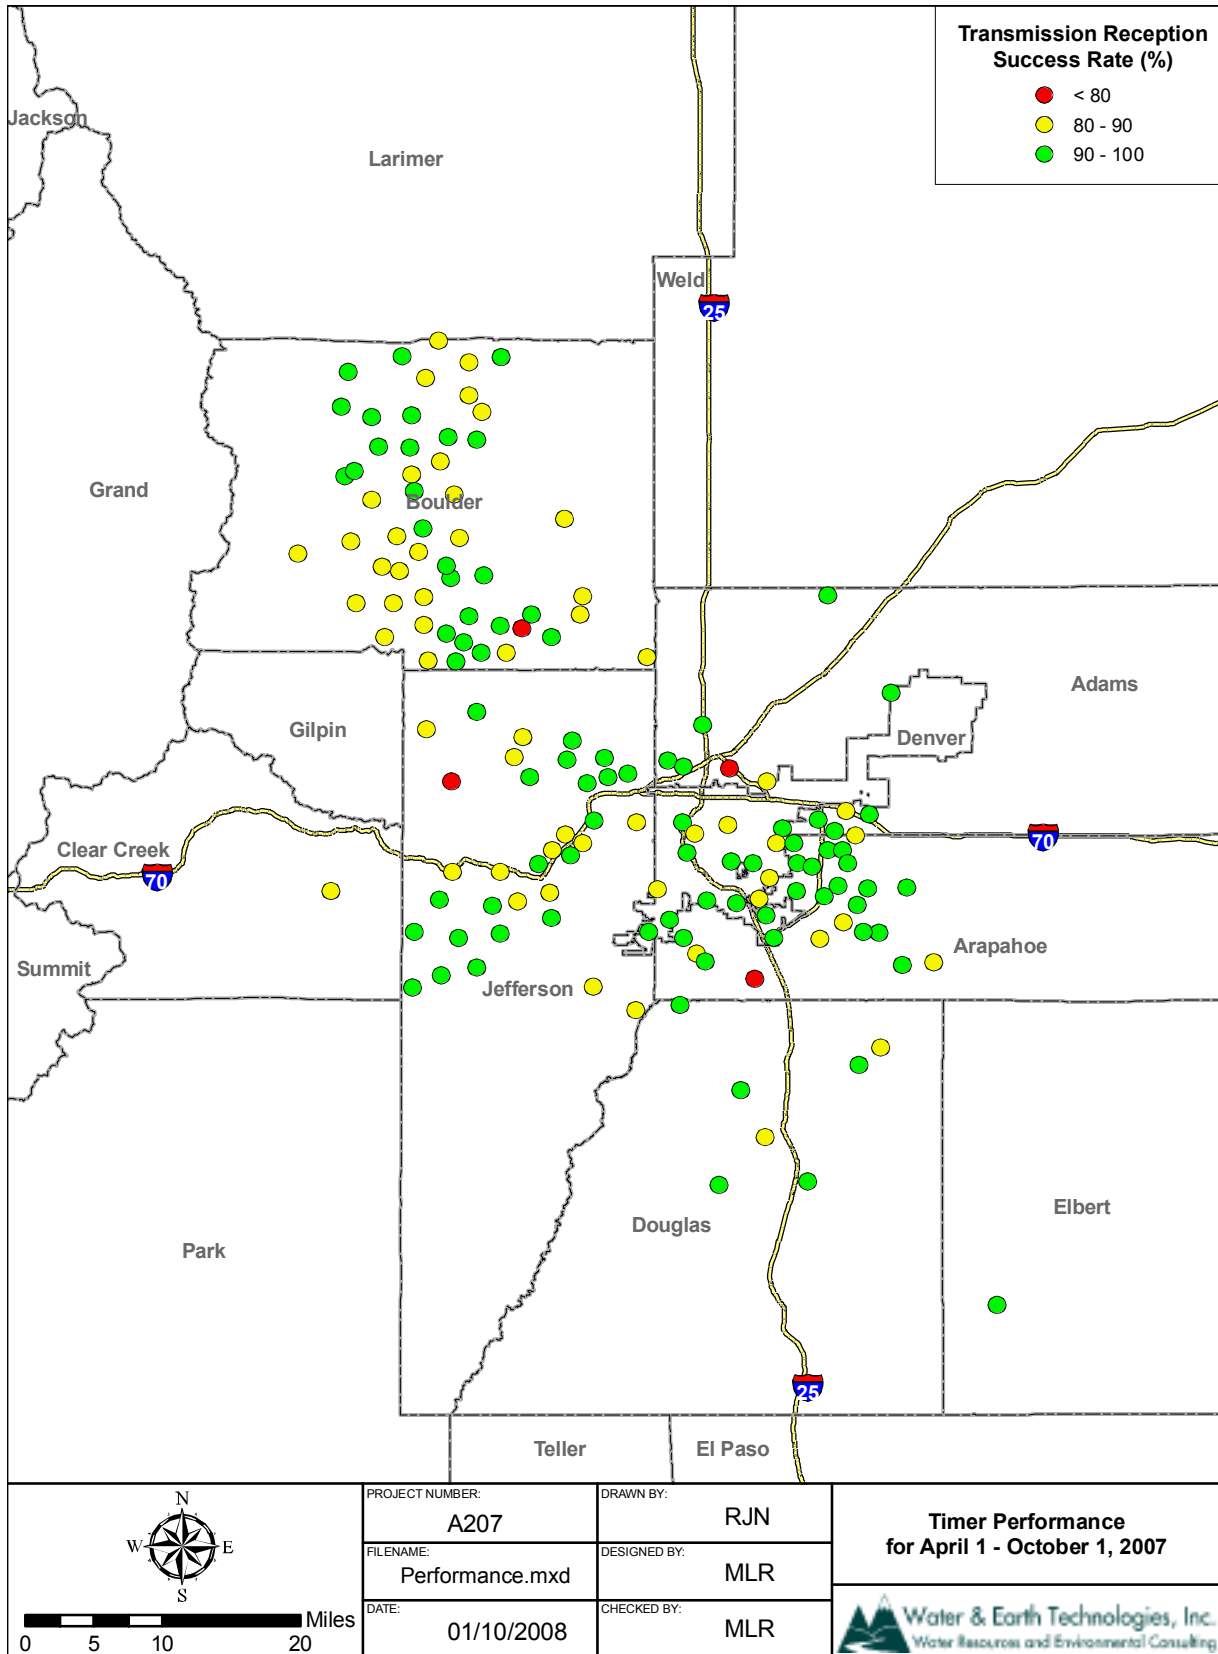 Transmission Reception
Success Rate (%)
< 80
80 - 90
90 - 100
Jackson
Larimer
Weld
25
Grand
Boulder
Adams
Gilpin
Denver
Clear Creek
70
70
Summit
Arapahoe
Jefferson
Elbert
Douglas
Park
25
Teller
El Paso
N
W E
S
Miles
0 5 10 20
PROJECT NUMBER:
A207
FILENAME:
Performance.mxd
DATE:
01/10/2008
DRAWN BY:
RJN
DESIGNED BY:
MLR
CHECKED BY:
MLR
Timer Performance
for April 1 - October 1, 2007
Water & Earth Technologies, Inc.
Water Resources and Environmental Consulting